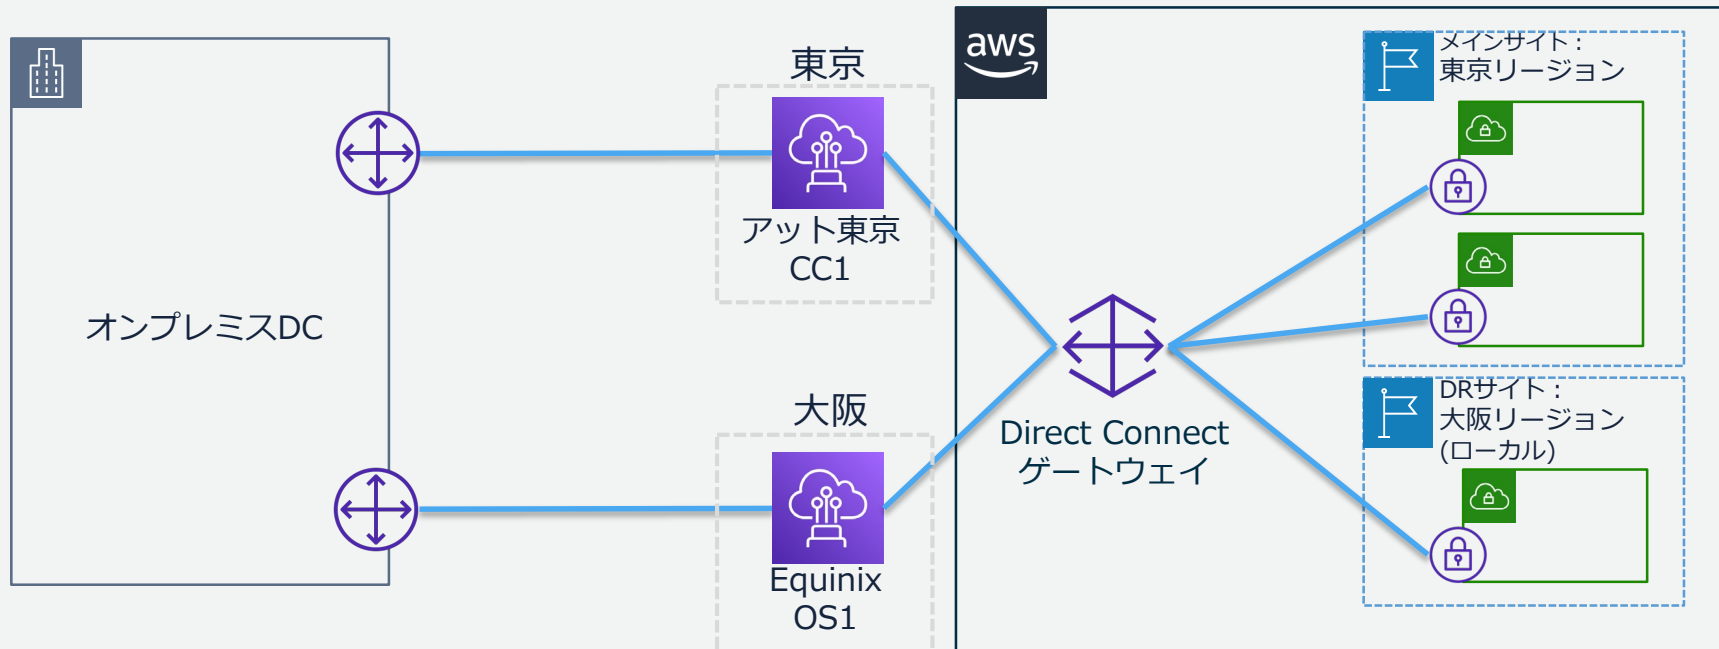 オンプレミスDC
東京
アット東京
CC1
大阪
Equinix
OS1
aws
Direct Connect
ゲートウェイ
メインサイト：
東京リージョン
DRサイト：
大阪リージョン
(ローカル)